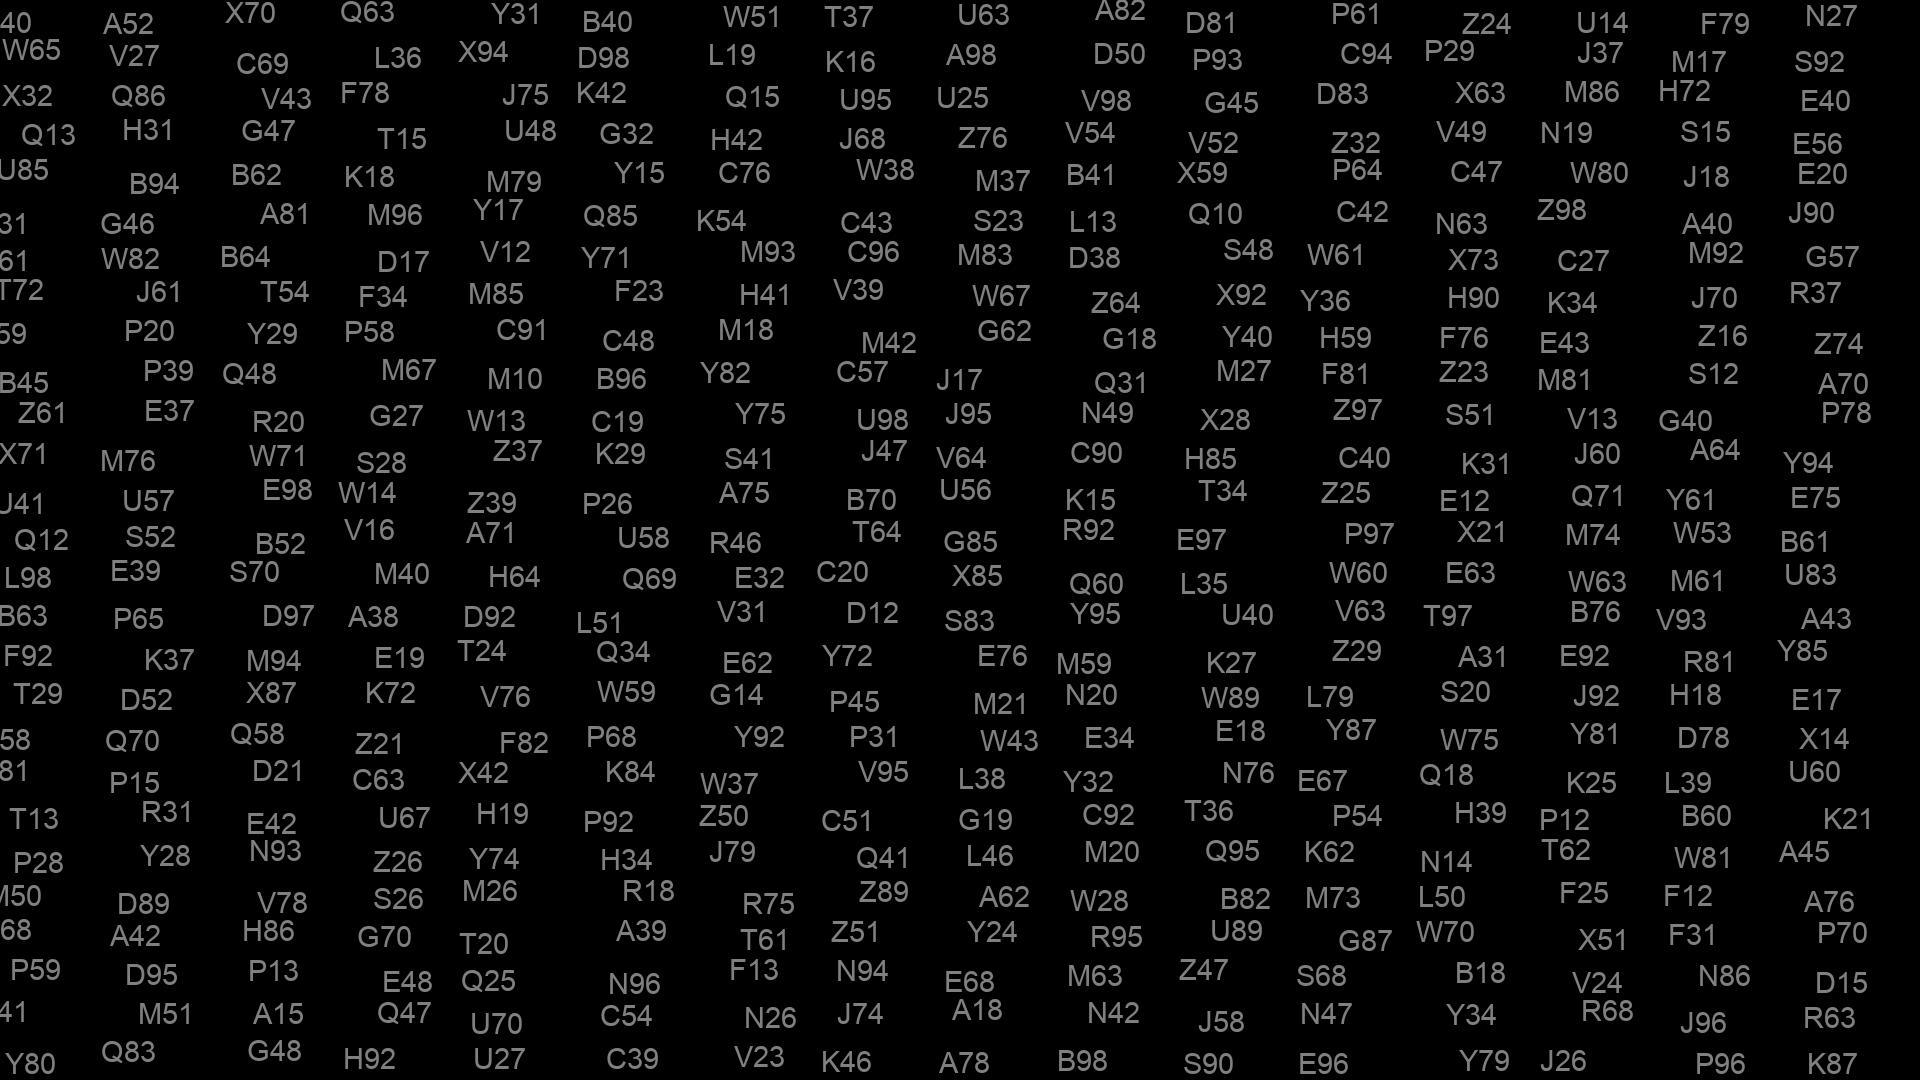 40 A52 X70 Q63 Y31 B40 W51 T37 U63 A82 D81 P61 Z24 U14 F79 N27
W65 V27 C69 L36 X94 D98 L19 K16 A98 D50 P93 C94 P29 J37 M17 S92
X32 Q86 V43 F78 J75 K42 Q15 U95 U25 V98 G45 D83 X63 M86 H72 E40
Q13 H31 G47 T15 U48 G32 H42 J68 Z76 V54 V52 Z32 V49 N19 S15 E56
U85 B94 B62 K18 M79 Y15 C76 W38 M37 B41 X59 P64 C47 W80 J18 E20
31 G46 A81 M96 Y17 Q85 K54 C43 S23 L13 Q10 C42 N63 Z98 A40 J90
61 W82 B64 D17 V12 Y71 M93 C96 M83 D38 S48 W61 X73 C27 M92 G57
T72 J61 T54 F34 M85 F23 H41 V39 W67 Z64 X92 Y36 H90 K34 J70 R37
59 P20 Y29 P58 C91 C48 M18 M42 G62 G18 Y40 H59 F76 E43 Z16 Z74
B45 P39 Q48 M67 M10 B96 Y82 C57 J17 Q31 M27 F81 Z23 M81 S12 A70
Z61 E37 R20 G27 W13 C19 Y75 U98 J95 N49 X28 Z97 S51 V13 G40 P78
X71 M76 W71 S28 Z37 K29 S41 J47 V64 C90 H85 C40 K31 J60 A64 Y94
U41 U57 E98 W14 Z39 P26 A75 B70 U56 K15 T34 Z25 E12 Q71 Y61 E75
Q12 S52 B52 V16 A71 U58 R46 T64 G85 R92 E97 P97 X21 M74 W53 B61
L98 E39 S70 M40 H64 Q69 E32 C20 X85 Q60 L35 W60 E63 W63 M61 U83
B63 P65 D97 A38 D92 L51 V31 D12 S83 Y95 U40 V63 T97 B76 V93 A43
F92 K37 M94 E19 T24 Q34 E62 Y72 E76 M59 K27 Z29 A31 E92 R81 Y85
T29 D52 X87 K72 V76 W59 G14 P45 M21 N20 W89 L79 S20 J92 H18 E17
58 Q70 Q58 Z21 F82 P68 Y92 P31 W43 E34 E18 Y87 W75 Y81 D78 X14
81 P15 D21 C63 X42 K84 W37 V95 L38 Y32 N76 E67 Q18 K25 L39 U60
T13 R31 E42 U67 H19 P92 Z50 C51 G19 C92 T36 P54 H39 P12 B60 K21
P28 Y28 N93 Z26 Y74 H34 J79 Q41 L46 M20 Q95 K62 N14 T62 W81 A45
M50 D89 V78 S26 M26 R18 R75 Z89 A62 W28 B82 M73 L50 F25 F12 A76
68 A42 H86 G70 T20 A39 T61 Z51 Y24 R95 U89 G87 W70 X51 F31 P70
P59 D95 P13 E48 Q25 N96 F13 N94 E68 M63 Z47 S68 B18 V24 N86 D15
41 M51 A15 Q47 U70 C54 N26 J74 A18 N42 J58 N47 Y34 R68 J96 R63
Y80 Q83 G48 H92 U27 C39 V23 K46 A78 B98 S90 E96 Y79 J26 P96 K87